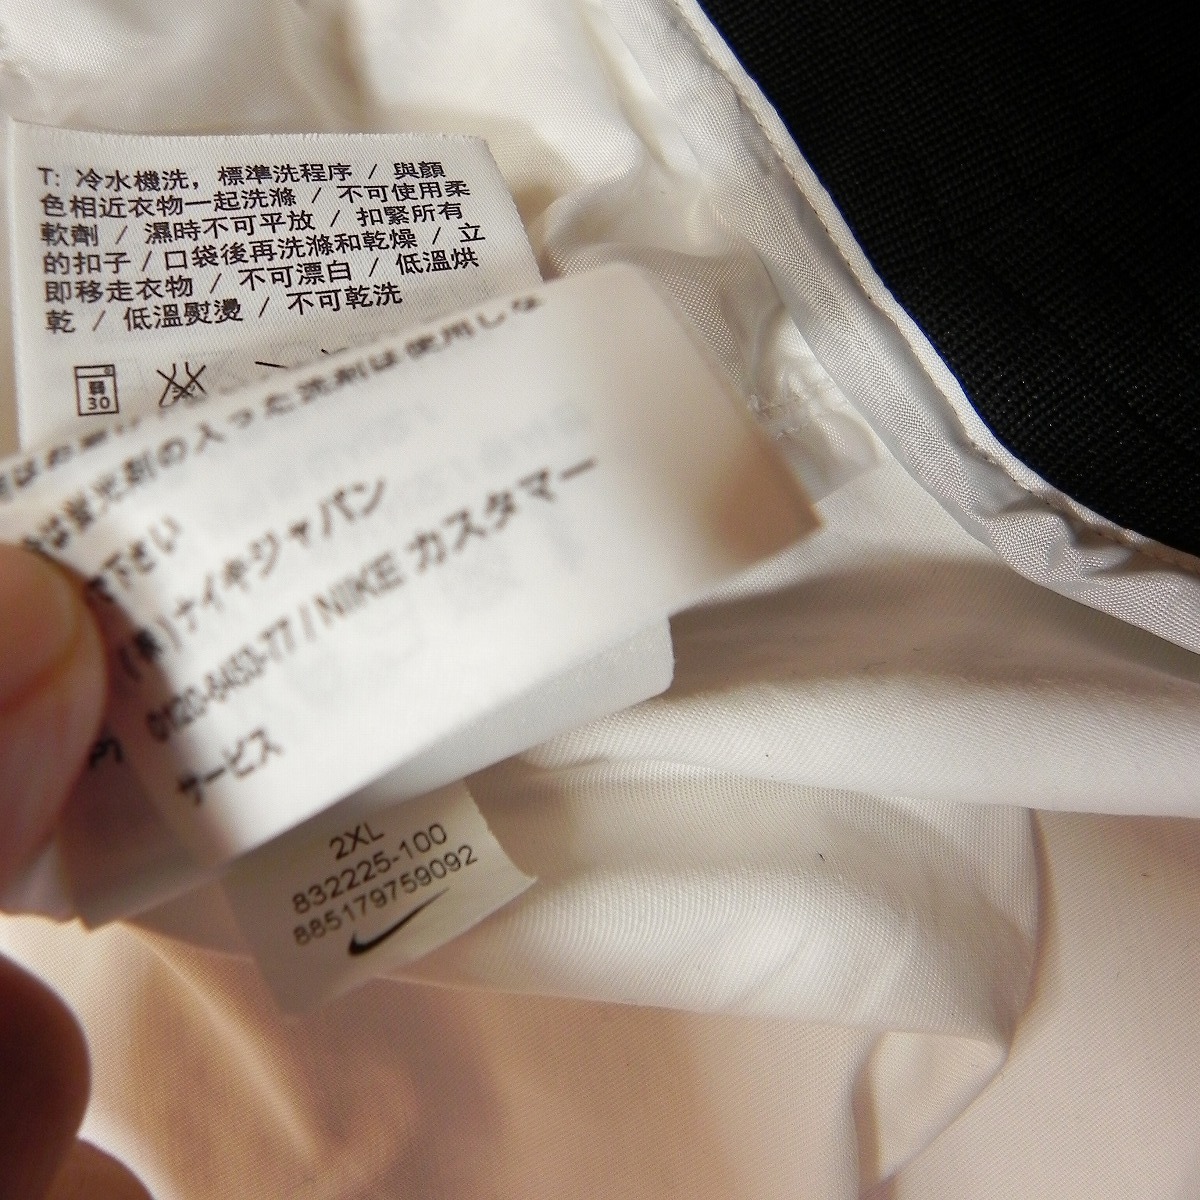 T: 冷水機洗，標準洗程序 / 與顏
色相近衣物一起洗滌 / 不可使用柔
軟劑 / 濕時不可平放 / 扣緊所有
的扣子 / 口袋後再洗滌和乾燥 / 立
即移走衣物 / 不可漂白 / 低溫烘
乾 / 低溫熨燙 / 不可乾洗
弱
30
の入った洗剤は使用しな
下さい
(株)ナイキジャパン
0120-6453-77 / NIKE カスタマー
サービス
2XL
832225-100
885179759092